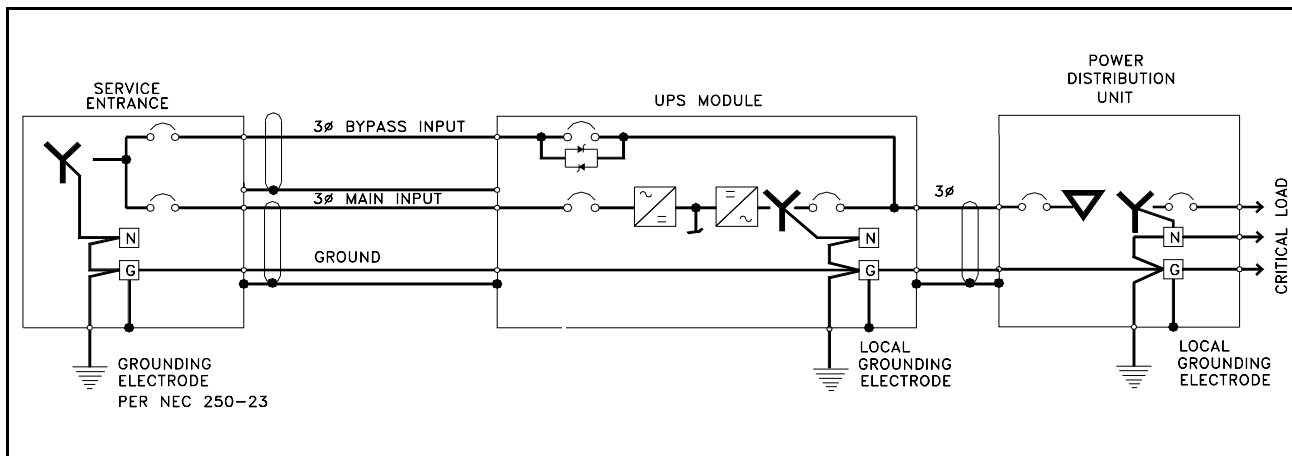 SERVICE
ENTRANCE
UPS MODULE
POWER
DISTRIBUTION
UNIT
3ø BYPASS INPUT
3ø MAIN INPUT
3ø
N
N
N
GROUND
G
G
G
CRITICAL LOAD
GROUNDING
ELECTRODE
PER NEC 250-23
LOCAL
GROUNDING
ELECTRODE
LOCAL
GROUNDING
ELECTRODE